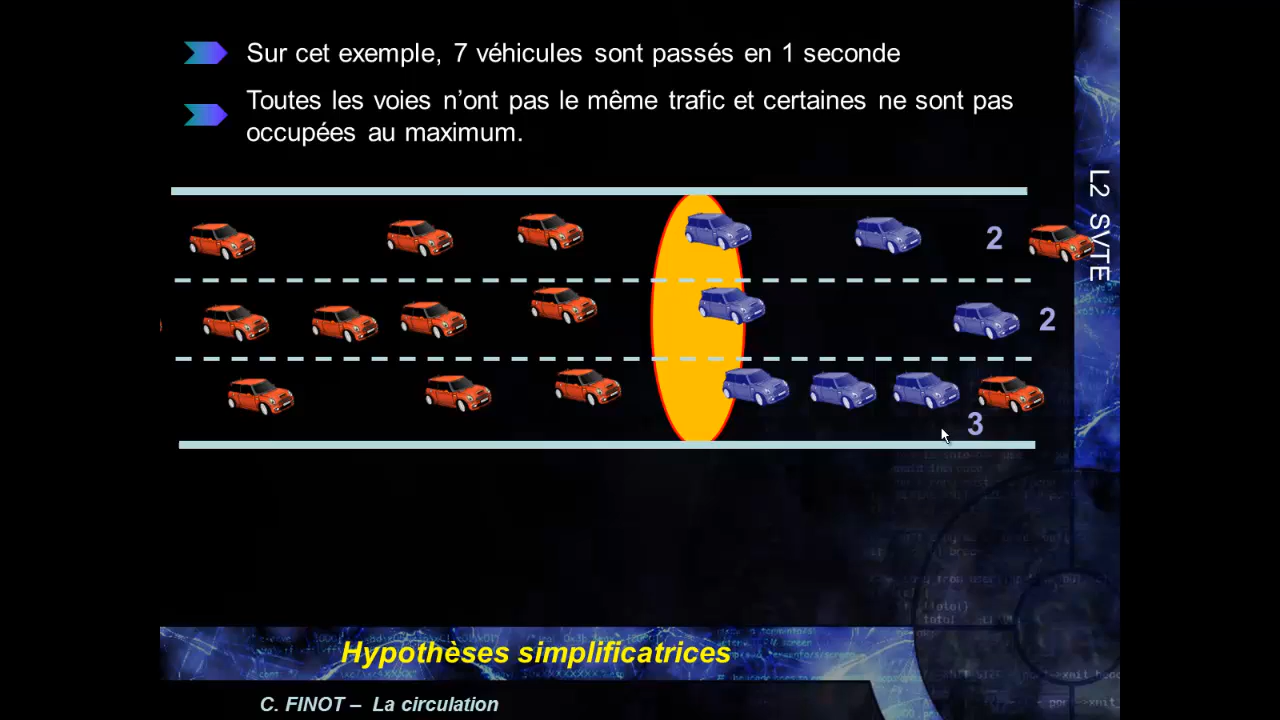 Sur cet exemple, 7 véhicules sont passés en 1 seconde
Toutes les voies n’ont pas le même trafic et certaines ne sont pas
occupées au maximum.
2
2
3
L2 SVTE
Hypothèses simplificatrices
C. FINOT – La circulation